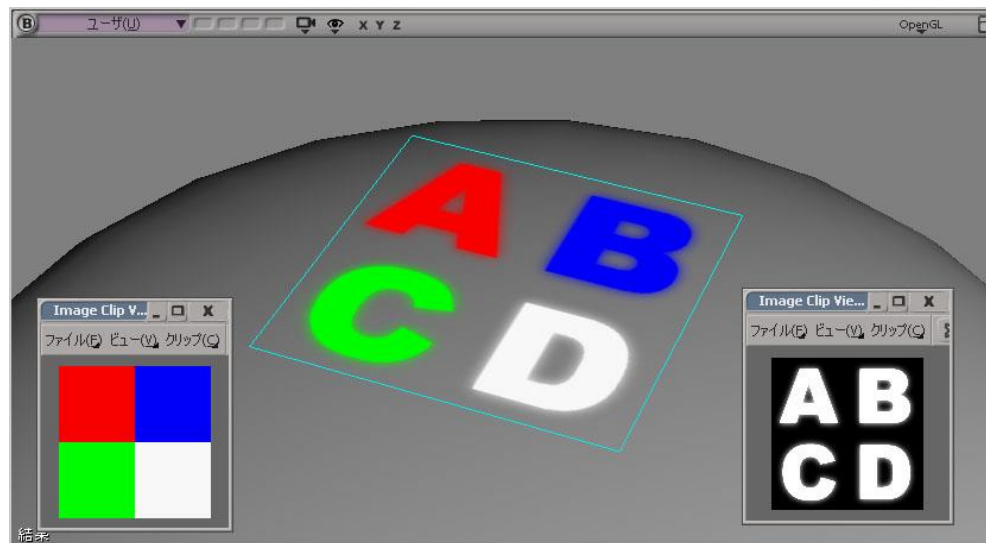 B ユーザ(U) X Y Z OpenGL
A B
C D
Image Clip V...
ファイル(F) ビュー(V) クリップ(C)
Image Clip Vie...
ファイル(F) ビュー(V) クリップ(C)
A B
C D
結果